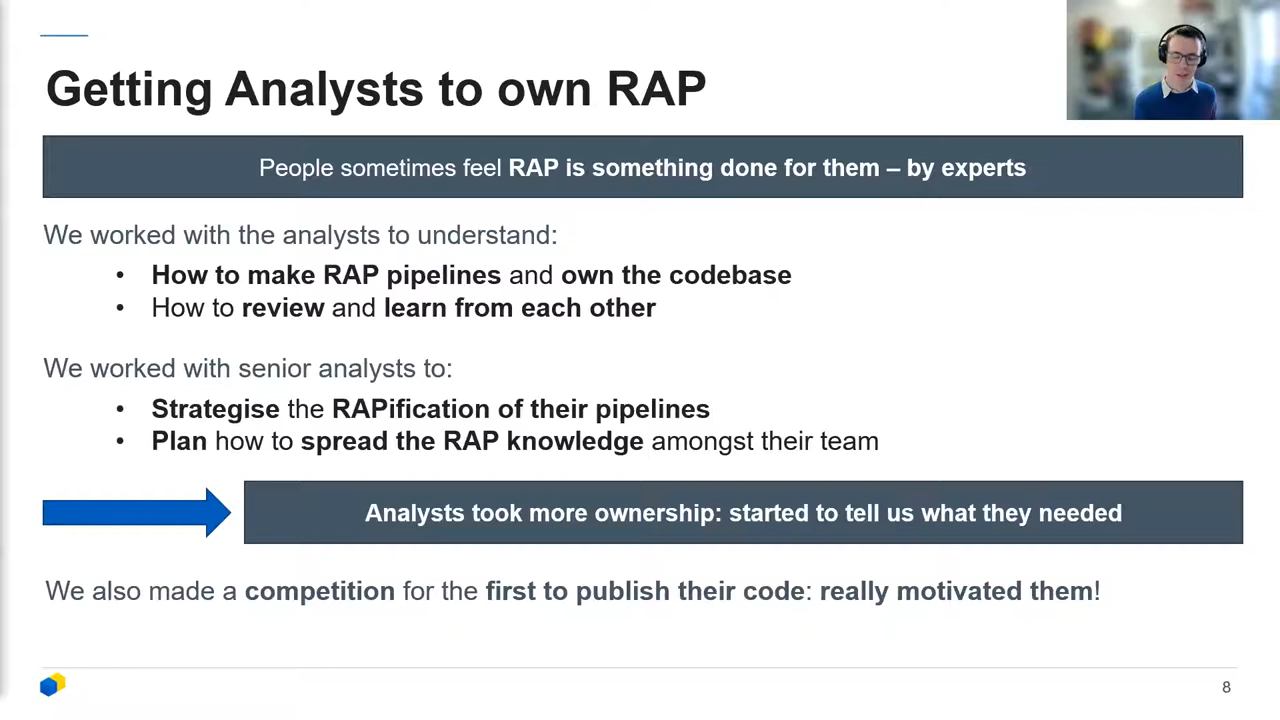 Getting Analysts to own RAP
People sometimes feel RAP is something done for them – by experts
We worked with the analysts to understand:
• How to make RAP pipelines and own the codebase
• How to review and learn from each other
We worked with senior analysts to:
• Strategise the RAPification of their pipelines
• Plan how to spread the RAP knowledge amongst their team
Analysts took more ownership: started to tell us what they needed
We also made a competition for the first to publish their code: really motivated them!
8